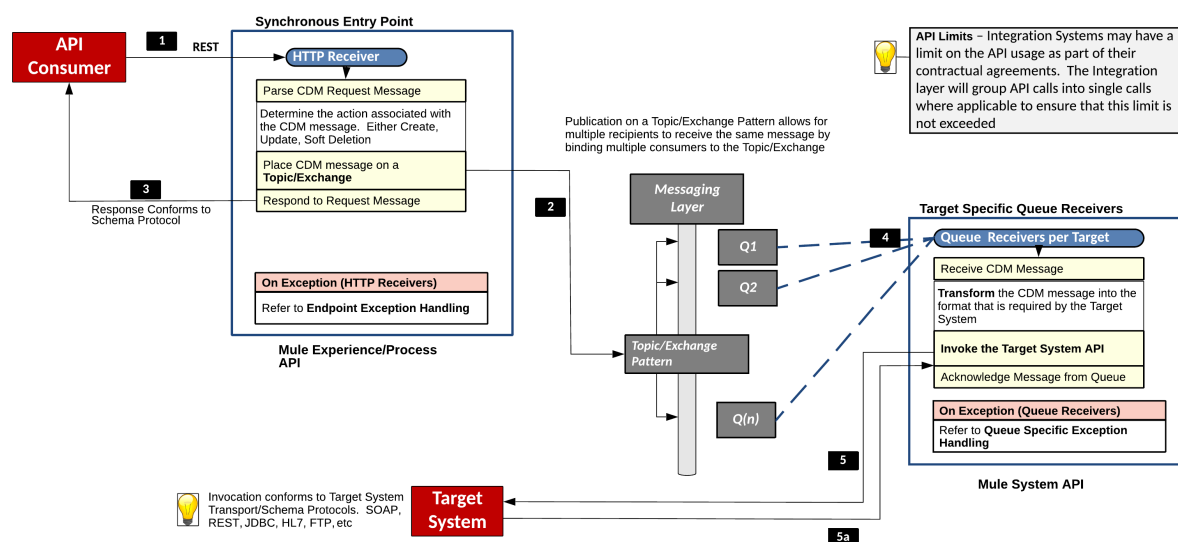 Synchronous Entry Point
API
Consumer
1
REST
HTTP Receiver
Parse CDM Request Message
Determine the action associated with
the CDM message.  Either Create,
Update, Soft Deletion
Place CDM message on a
Topic/Exchange
Respond to Request Message
3
Response Conforms to
Schema Protocol
On Exception (HTTP Receivers)
Refer to Endpoint Exception Handling
Mule Experience/Process
API
2
Publication on a Topic/Exchange Pattern allows for
multiple recipients to receive the same message by
binding multiple consumers to the Topic/Exchange
Messaging
Layer
Q1
Q2
Topic/Exchange
Pattern
Q(n)
API Limits – Integration Systems may have a
limit on the API usage as part of their
contractual agreements.  The Integration
layer will group API calls into single calls
where applicable to ensure that this limit is
not exceeded
Target Specific Queue Receivers
4
Queue  Receivers per Target
Receive CDM Message
Transform the CDM message into the
format that is required by the Target
System
Invoke the Target System API
Acknowledge Message from Queue
On Exception (Queue Receivers)
Refer to Queue Specific Exception
Handling
Mule System API
5
Invocation conforms to Target System
Transport/Schema Protocols.  SOAP,
REST, JDBC, HL7, FTP, etc
Target
System
5a